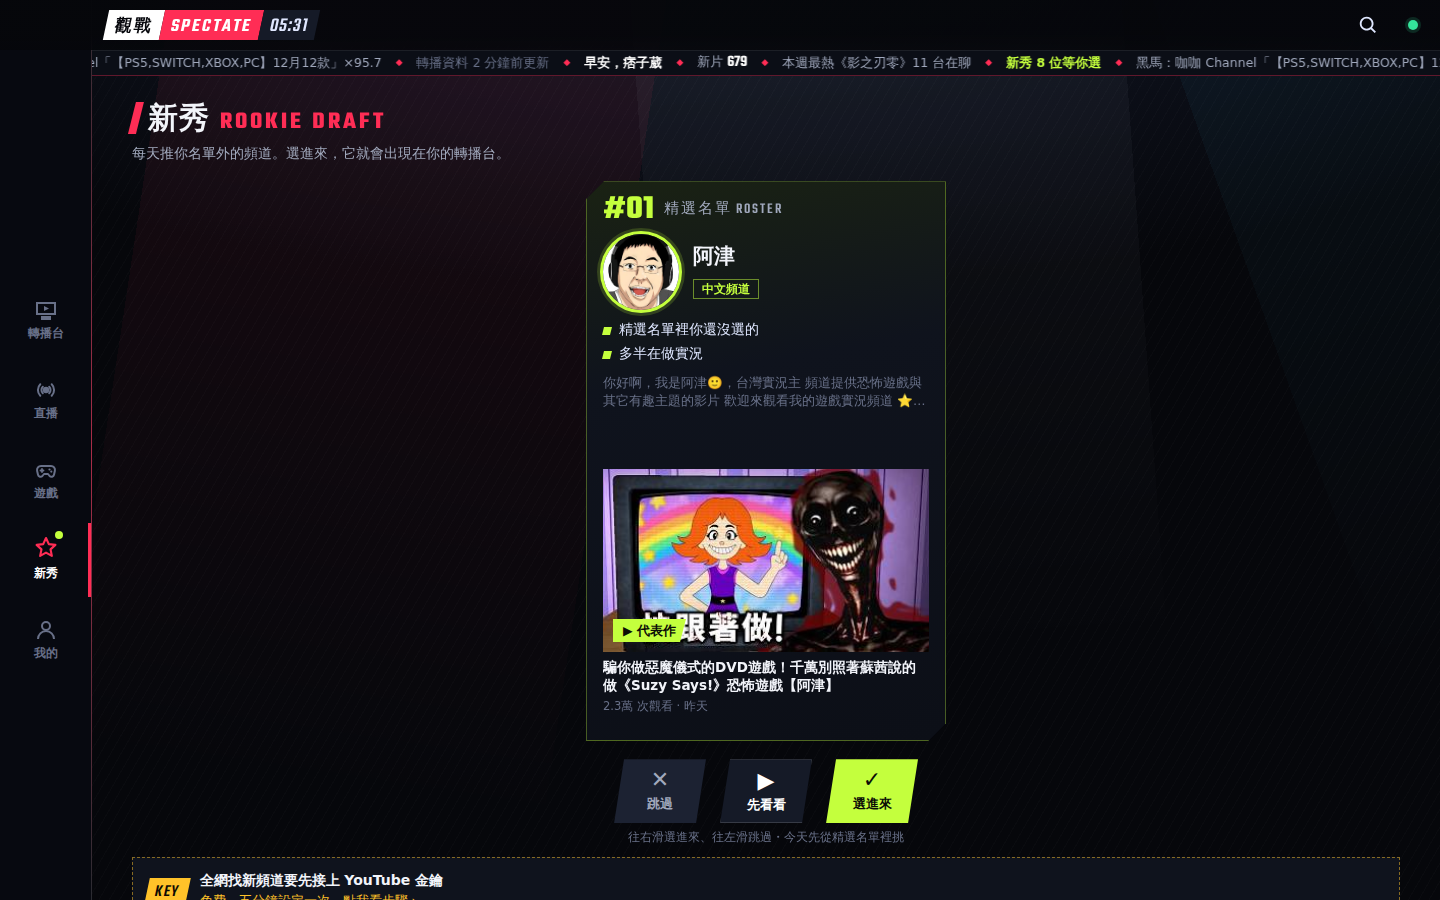 觀戰 SPECTATE 05:31
「【PS5,SWITCH,XBOX,PC】12月12款」×95.7 ◆ 轉播資料 2 分鐘前更新 ◆ 早安，痞子葳 ◆ 新片 679 ◆ 本週最熱《影之刃零》11 台在聊 ◆ 新秀 8 位等你選 ◆ 黑馬：咖咖 Channel「【PS5,SWITCH,XBOX,PC】1
新秀 ROOKIE DRAFT
每天推你名單外的頻道。選進來，它就會出現在你的轉播台。
轉播台
直播
遊戲
新秀
我的
#01 精選名單 ROSTER
阿津
中文頻道
精選名單裡你還沒選的
多半在做實況
你好啊，我是阿津🙂，台灣實況主 頻道提供恐怖遊戲與
其它有趣主題的影片 歡迎來觀看我的遊戲實況頻道 ⭐...
跟著做!
▶ 代表作
騙你做惡魔儀式的DVD遊戲！千萬別照著蘇茜說的
做《Suzy Says!》恐怖遊戲【阿津】
2.3萬 次觀看 · 昨天
✕ 跳過
▶ 先看看
✓ 選進來
往右滑選進來、往左滑跳過・今天先從精選名單裡挑
KEY
全網找新頻道要先接上 YouTube 金鑰